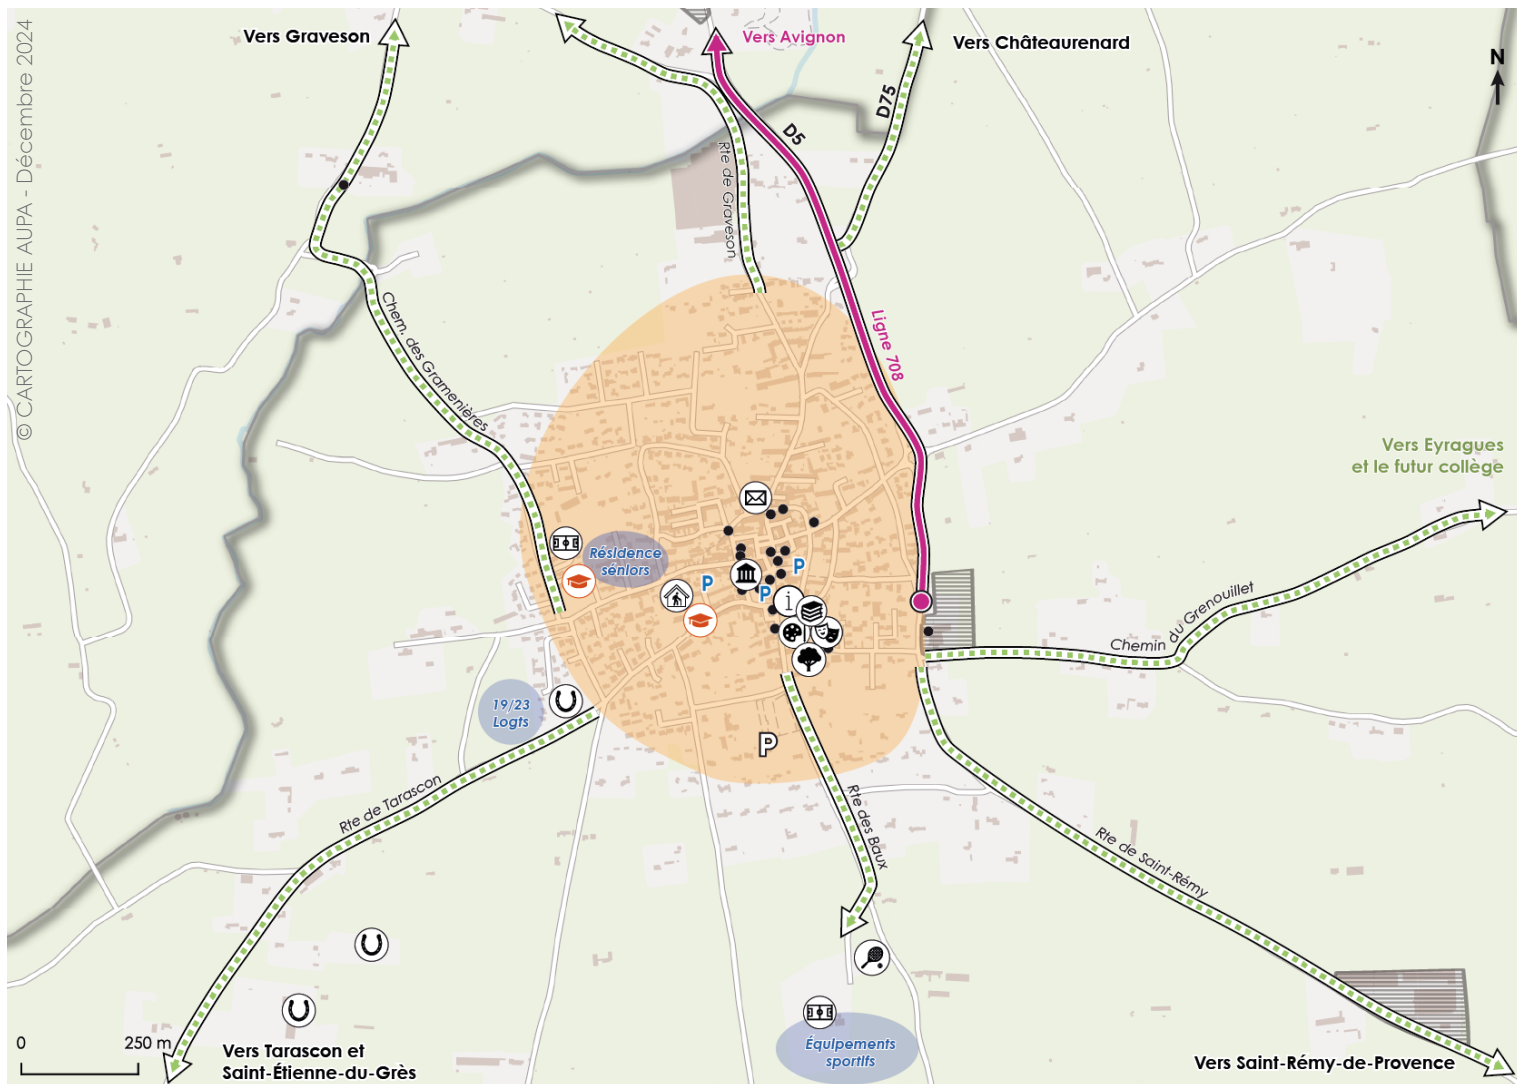 © CARTOGRAPHIE AUPA - Décembre 2024
Vers Graveson
Vers Avignon
Vers Châteaurenard
N
D75
D5
Rte de Graveson
Chem. des Gramenières
Ligne 708
Vers Eyragues
et le futur collège
Résidence
séniors
P
P
P
i
Chemin du Grenouillet
19/23
Logts
P
Rte de Tarascon
Rte des Baux
Rte de Saint-Rémy
0
250 m
Vers Tarascon et
Saint-Étienne-du-Grès
Équipements
sportifs
Vers Saint-Rémy-de-Provence